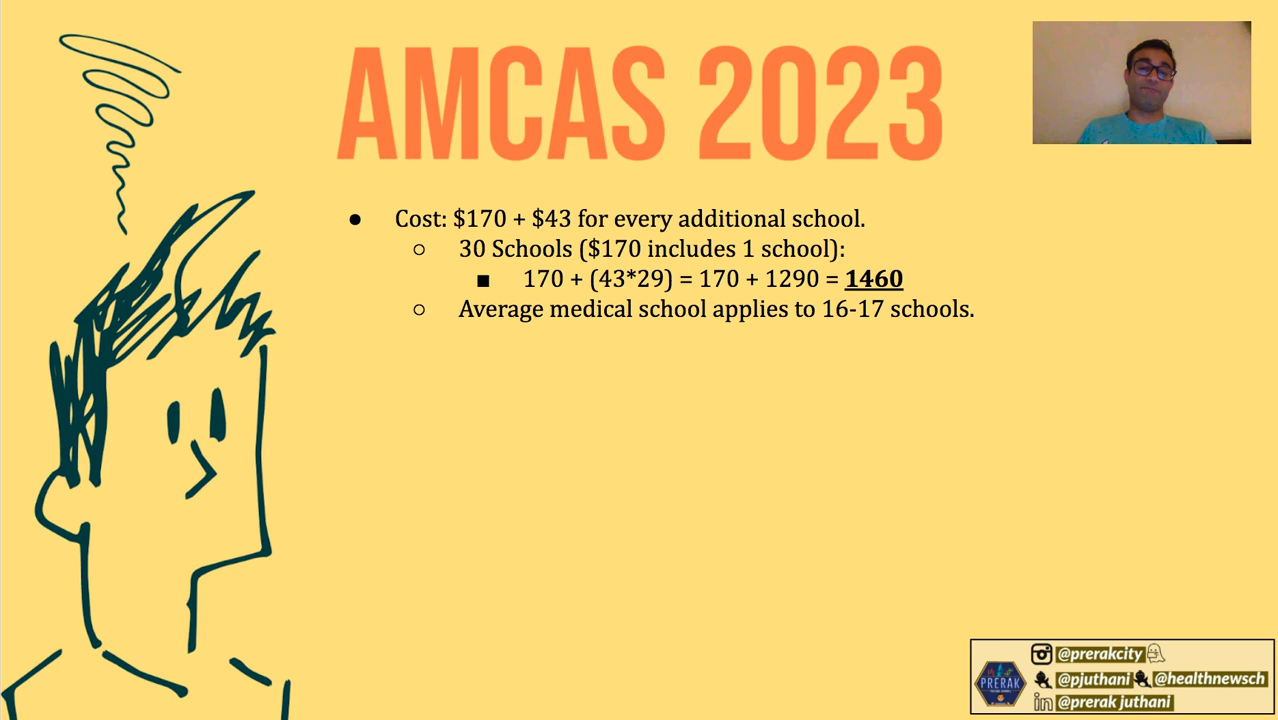 AMCAS 2023
● Cost: $170 + $43 for every additional school.
○ 30 Schools ($170 includes 1 school):
■ 170 + (43*29) = 170 + 1290 = 1460
○ Average medical school applies to 16-17 schools.
@prerakcity
PRERAK
@pjuthani @healthnewsch
in @prerak juthani